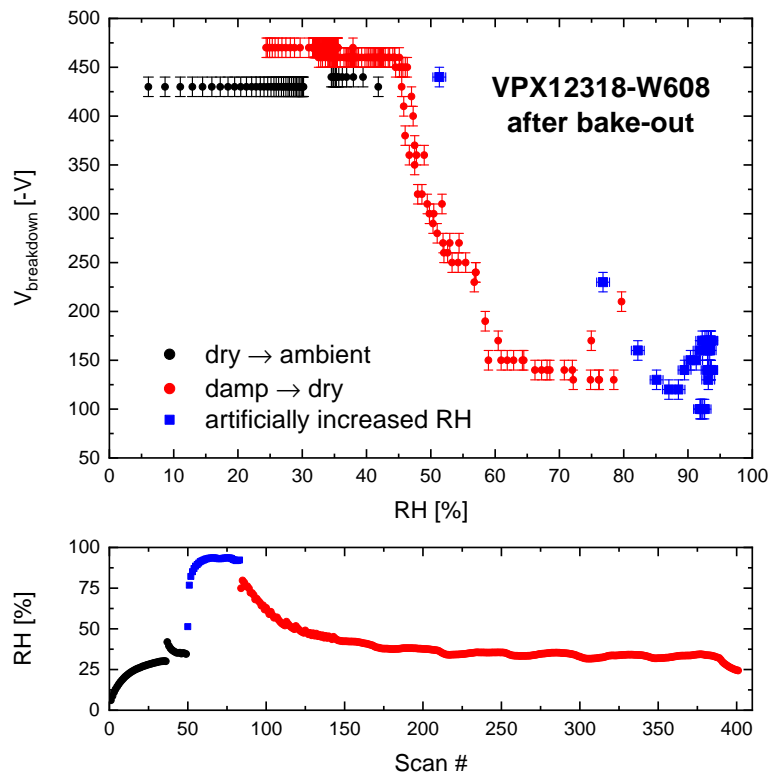 500
450
400
350
300
250
200
150
100
50
V_breakdown [-V]
VPX12318-W608
after bake-out
dry → ambient
damp → dry
artificially increased RH
0 10 20 30 40 50 60 70 80 90 100
RH [%]
100
75
50
25
0
RH [%]
0 50 100 150 200 250 300 350 400
Scan #